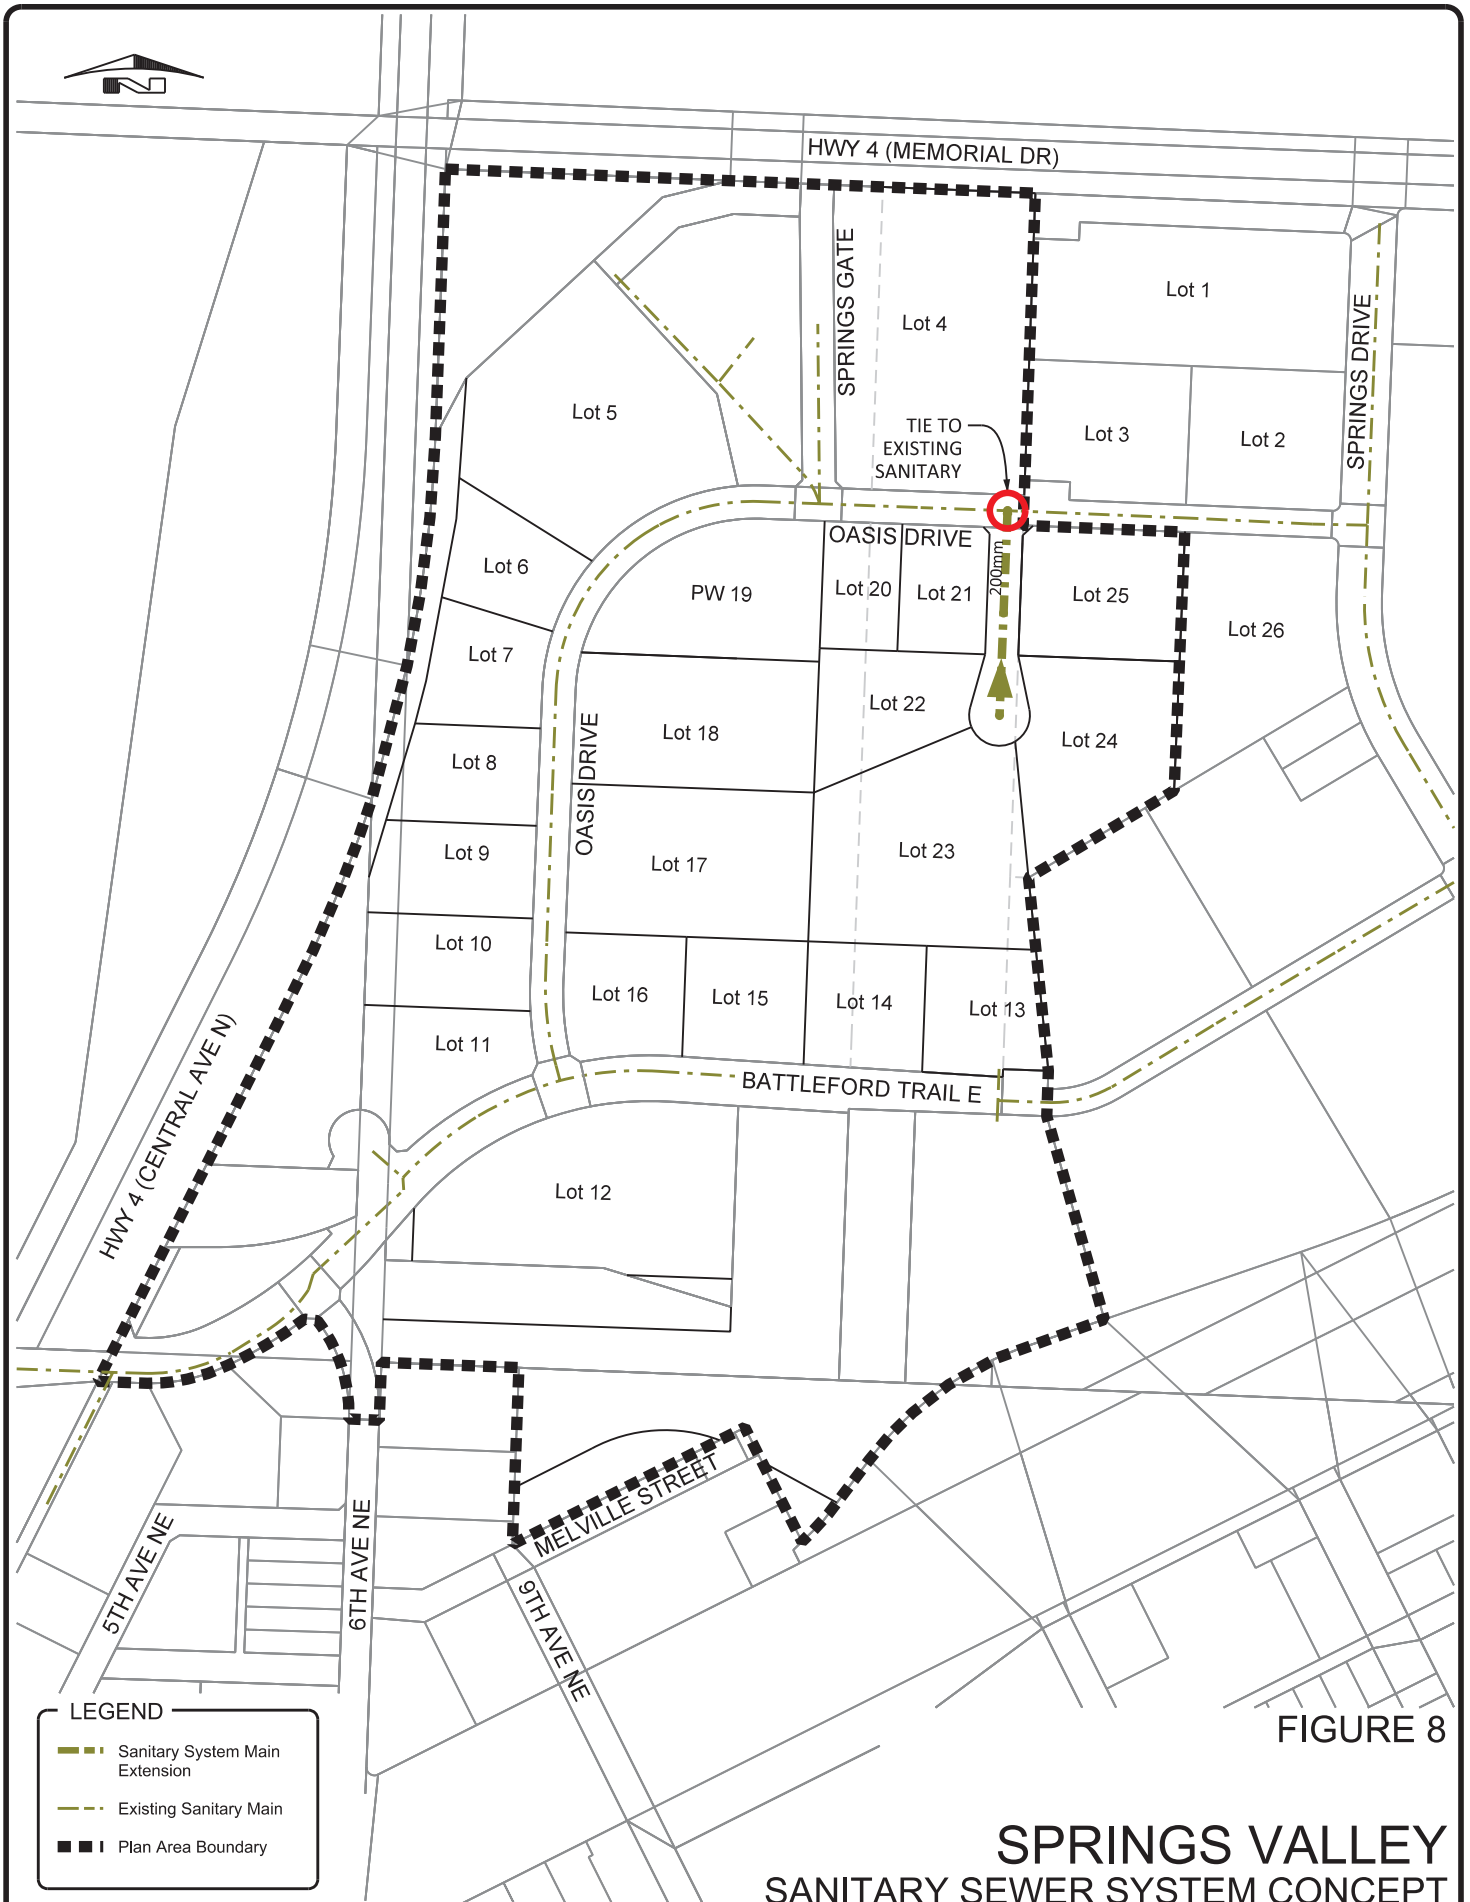 N
HWY 4 (MEMORIAL DR)
SPRINGS GATE
Lot 1
SPRINGS DRIVE
Lot 4
Lot 5
TIE TO
EXISTING
SANITARY
Lot 3
Lot 2
OASIS DRIVE
200mm
Lot 6
PW 19
Lot 20
Lot 21
Lot 25
Lot 26
Lot 7
Lot 22
Lot 18
Lot 24
OASIS DRIVE
Lot 8
Lot 9
Lot 17
Lot 23
Lot 10
Lot 16
Lot 15
Lot 14
Lot 13
Lot 11
BATTLEFORD TRAIL E
HWY 4 (CENTRAL AVE N)
Lot 12
MELVILLE STREET
5TH AVE NE
6TH AVE NE
9TH AVE NE
LEGEND
Sanitary System Main
Extension
Existing Sanitary Main
Plan Area Boundary
FIGURE 8
SPRINGS VALLEY
SANITARY SEWER SYSTEM CONCEPT